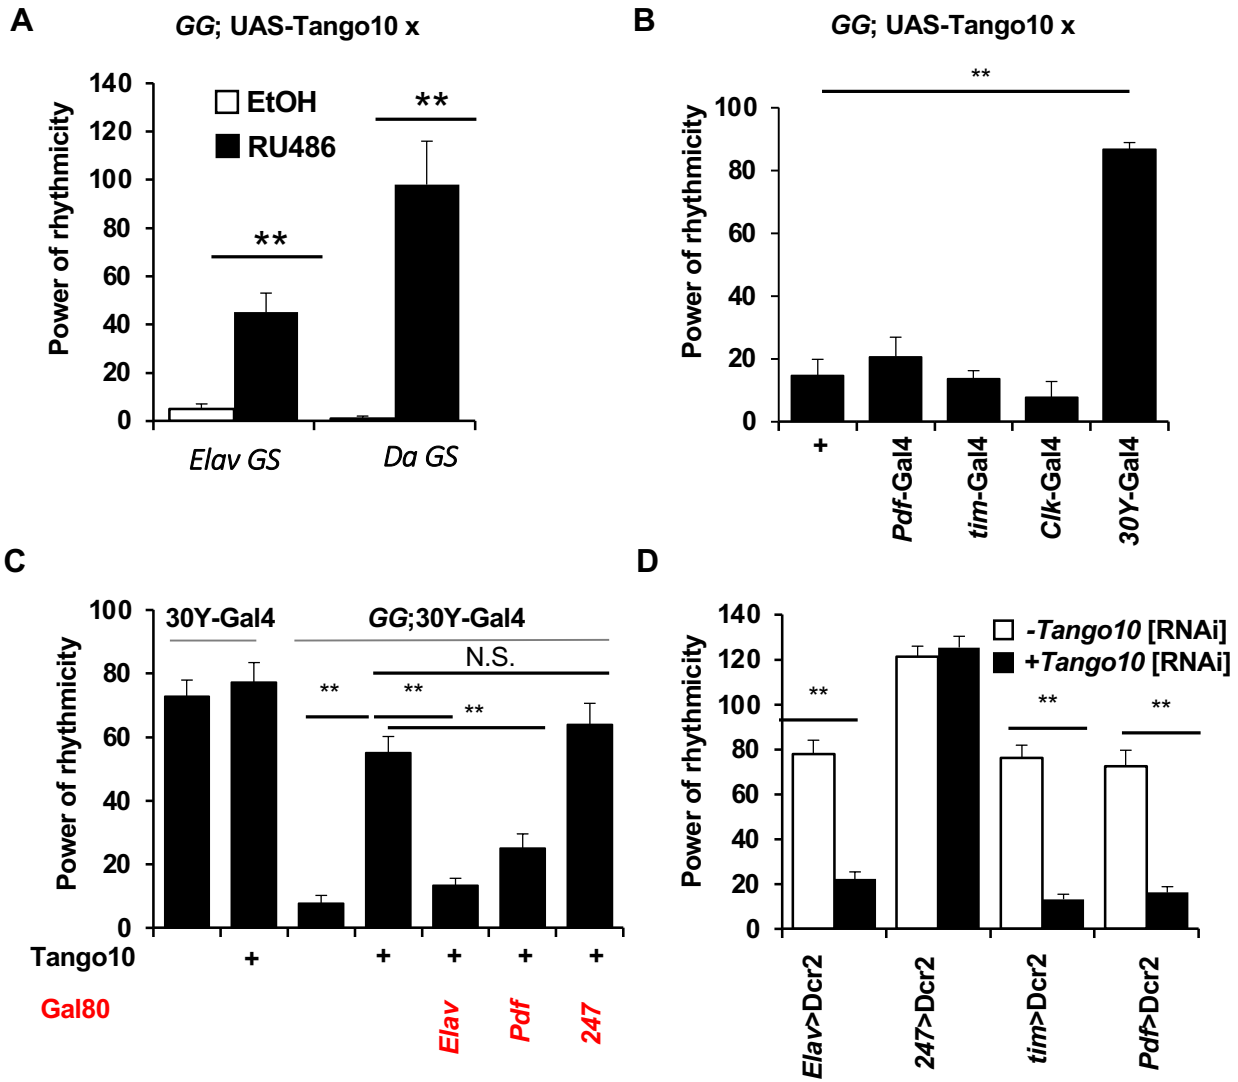 A
GG; UAS-Tango10 x
Power of rhythmicity
140
120
100
80
60
40
20
0
EtOH
RU486
**
**
Elav GS
Da GS
B
GG; UAS-Tango10 x
Power of rhythmicity
100
80
60
40
20
0
**
+
Pdf-Gal4
tim-Gal4
Clk-Gal4
30Y-Gal4
C
Power of rhythmicity
100
80
60
40
20
0
30Y-Gal4
GG;30Y-Gal4
N.S.
**
**
**
Tango10
+
+
+
+
+
Gal80
Elav
Pdf
247
D
Power of rhythmicity
140
120
100
80
60
40
20
0
-Tango10 [RNAi]
+Tango10 [RNAi]
**
**
**
Elav>Dcr2
247>Dcr2
tim>Dcr2
Pdf>Dcr2